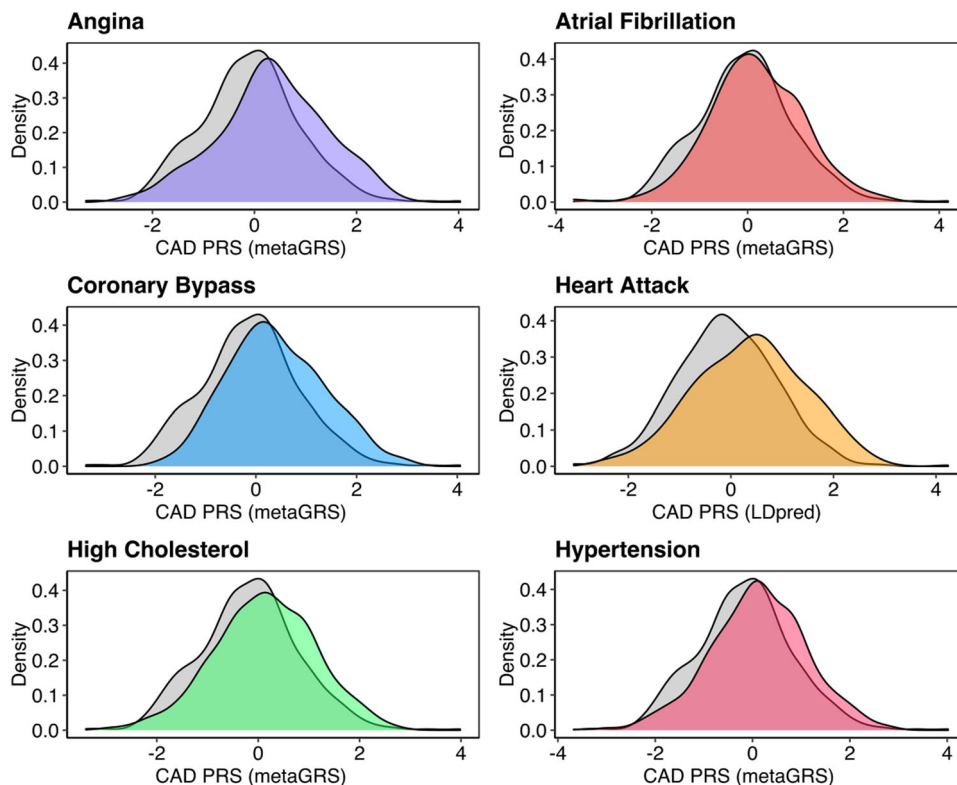 Angina
Density
0.4
0.3
0.2
0.1
0.0
-2 0 2 4
CAD PRS (metaGRS)
Atrial Fibrillation
Density
0.4
0.3
0.2
0.1
0.0
-4 -2 0 2 4
CAD PRS (metaGRS)
Coronary Bypass
Density
0.4
0.3
0.2
0.1
0.0
-2 0 2 4
CAD PRS (metaGRS)
Heart Attack
Density
0.4
0.3
0.2
0.1
0.0
-2 0 2 4
CAD PRS (LDpred)
High Cholesterol
Density
0.4
0.3
0.2
0.1
0.0
-2 0 2 4
CAD PRS (metaGRS)
Hypertension
Density
0.4
0.3
0.2
0.1
0.0
-4 -2 0 2 4
CAD PRS (metaGRS)